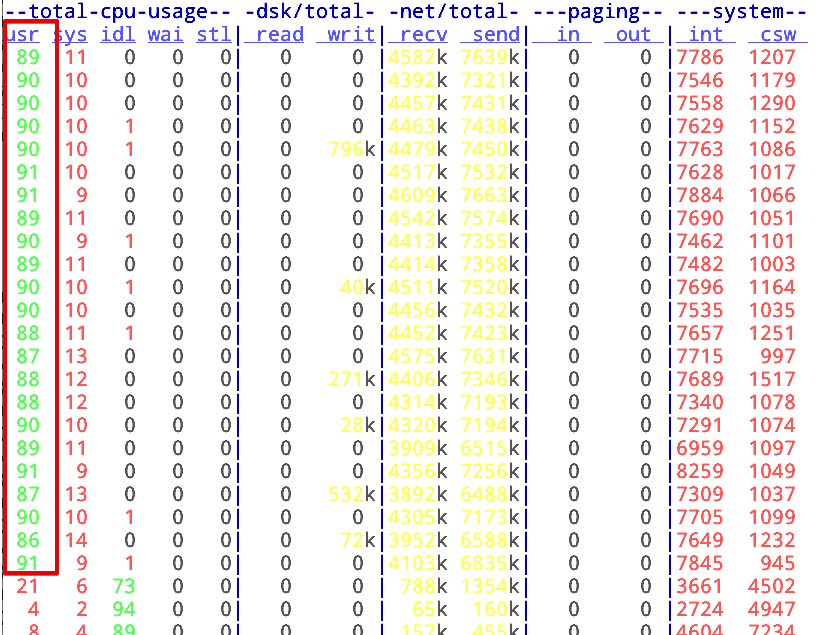 --total-cpu-usage-- -dsk/total- -net/total- ---paging-- ---system--
usr sys idl wai stl| read writ| recv send| in out | int csw
89 11 0 0 0| 0 0 |4582k 7639k| 0 0 |7786 1207
90 10 0 0 0| 0 0 |4392k 7321k| 0 0 |7546 1179
90 10 0 0 0| 0 0 |4457k 7431k| 0 0 |7558 1290
90 10 1 0 0| 0 0 |4463k 7438k| 0 0 |7629 1152
90 10 1 0 0| 0 796k|4479k 7450k| 0 0 |7763 1086
91 10 0 0 0| 0 0 |4517k 7532k| 0 0 |7628 1017
91 9 0 0 0| 0 0 |4609k 7663k| 0 0 |7884 1066
89 11 0 0 0| 0 0 |4542k 7574k| 0 0 |7690 1051
90 9 1 0 0| 0 0 |4413k 7355k| 0 0 |7462 1101
89 11 0 0 0| 0 0 |4414k 7358k| 0 0 |7482 1003
90 10 1 0 0| 0 40k|4511k 7520k| 0 0 |7696 1164
90 10 0 0 0| 0 0 |4456k 7432k| 0 0 |7535 1035
88 11 1 0 0| 0 0 |4452k 7423k| 0 0 |7657 1251
87 13 0 0 0| 0 0 |4575k 7631k| 0 0 |7715 997
88 12 0 0 0| 0 271k|4406k 7346k| 0 0 |7689 1517
88 12 0 0 0| 0 0 |4314k 7193k| 0 0 |7340 1078
90 10 0 0 0| 0 28k|4320k 7194k| 0 0 |7291 1074
89 11 0 0 0| 0 0 |3909k 6515k| 0 0 |6959 1097
91 9 0 0 0| 0 0 |4356k 7256k| 0 0 |8259 1049
87 13 0 0 0| 0 532k|3892k 6488k| 0 0 |7309 1037
90 10 1 0 0| 0 0 |4305k 7173k| 0 0 |7705 1099
86 14 0 0 0| 0 72k|3952k 6588k| 0 0 |7649 1232
91 9 1 0 0| 0 0 |4103k 6835k| 0 0 |7845 945
21 6 73 0 0| 0 0 | 788k 1354k| 0 0 |3661 4502
4 2 94 0 0| 0 0 | 65k 160k| 0 0 |2724 4947
8 4 89 0 0| 0 0 | 157k 455k| 0 0 |4604 7234